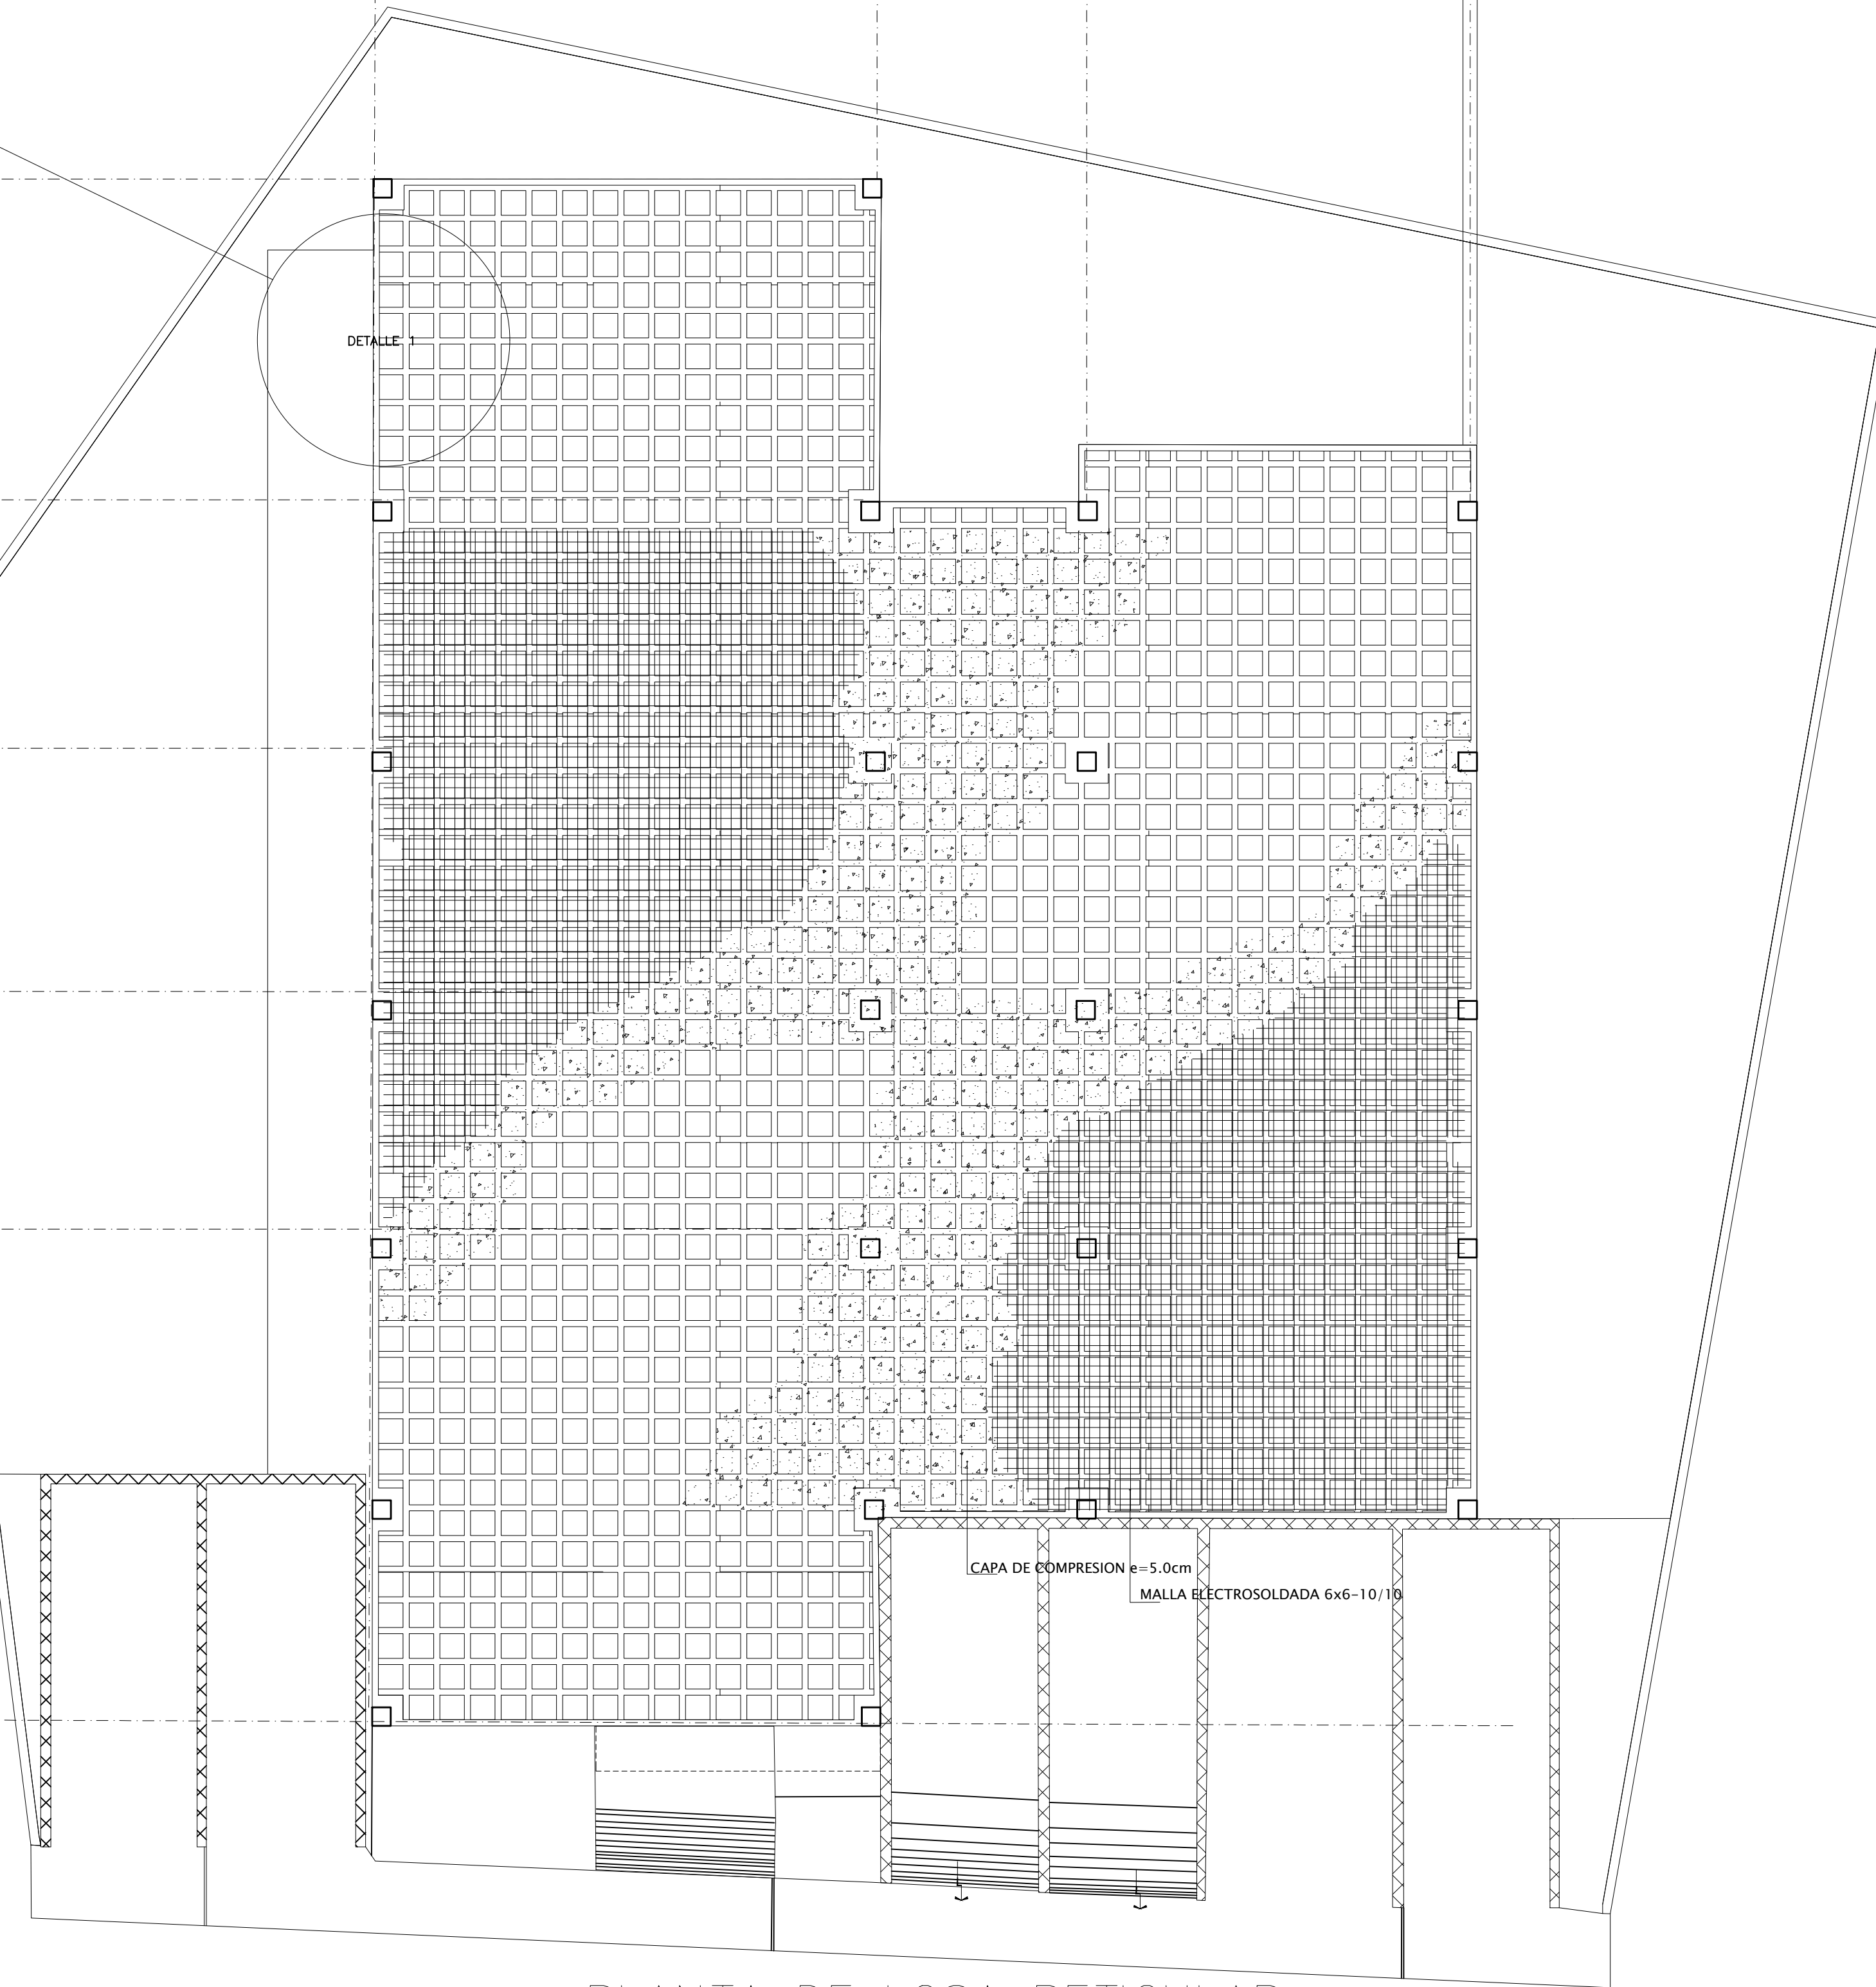 DETALLE 1
CAPA DE COMPRESION e=5.0cm
MALLA ELECTROSOLDADA 6x6-10/10